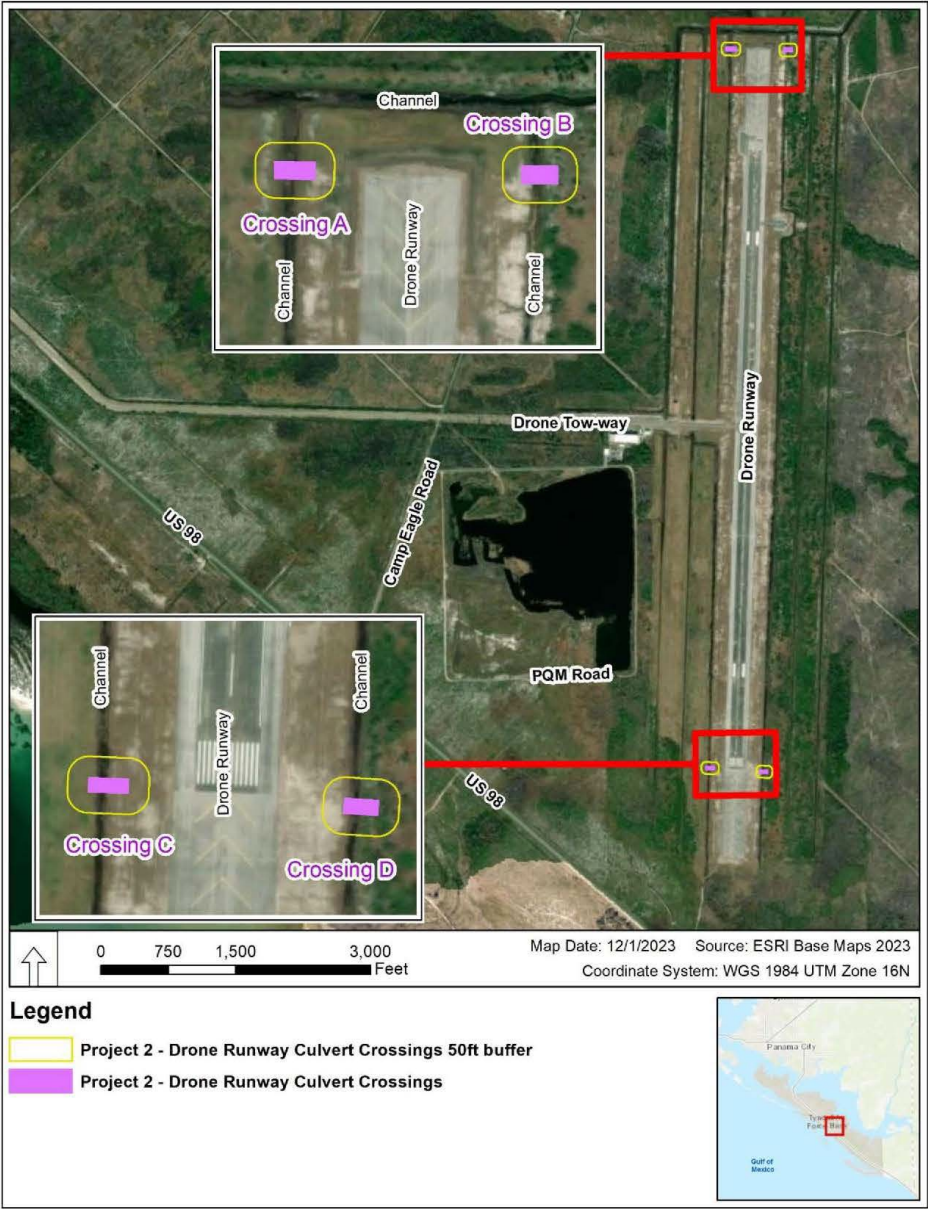 Channel
Crossing B
Crossing A
Drone Runway
Channel
Channel
Drone Runway
Drone Tow-way
Camp Eagle Road
US 98
PQM Road
Channel
Channel
Drone Runway
Crossing C
Crossing D
US 98
0 750 1,500 3,000
Feet
Map Date: 12/1/2023 Source: ESRI Base Maps 2023
Coordinate System: WGS 1984 UTM Zone 16N
Legend
Project 2 - Drone Runway Culvert Crossings 50ft buffer
Project 2 - Drone Runway Culvert Crossings
Panama City
Gulf of
Mexico